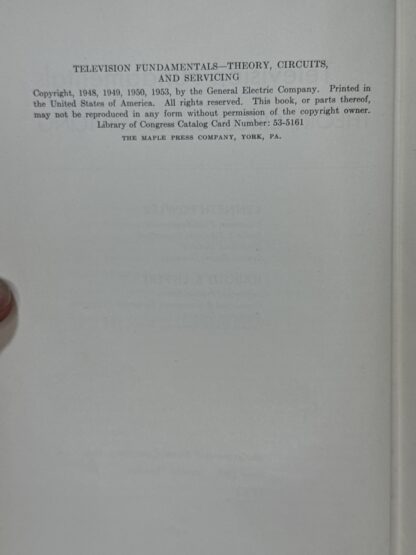 TELEVISION FUNDAMENTALS—THEORY, CIRCUITS,
AND SERVICING
Copyright, 1948, 1949, 1950, 1953, by the General Electric Company. Printed in
the United States of America. All rights reserved. This book, or parts thereof,
may not be reproduced in any form without permission of the copyright owner.
Library of Congress Catalog Card Number: 53-5161
THE MAPLE PRESS COMPANY, YORK, PA.